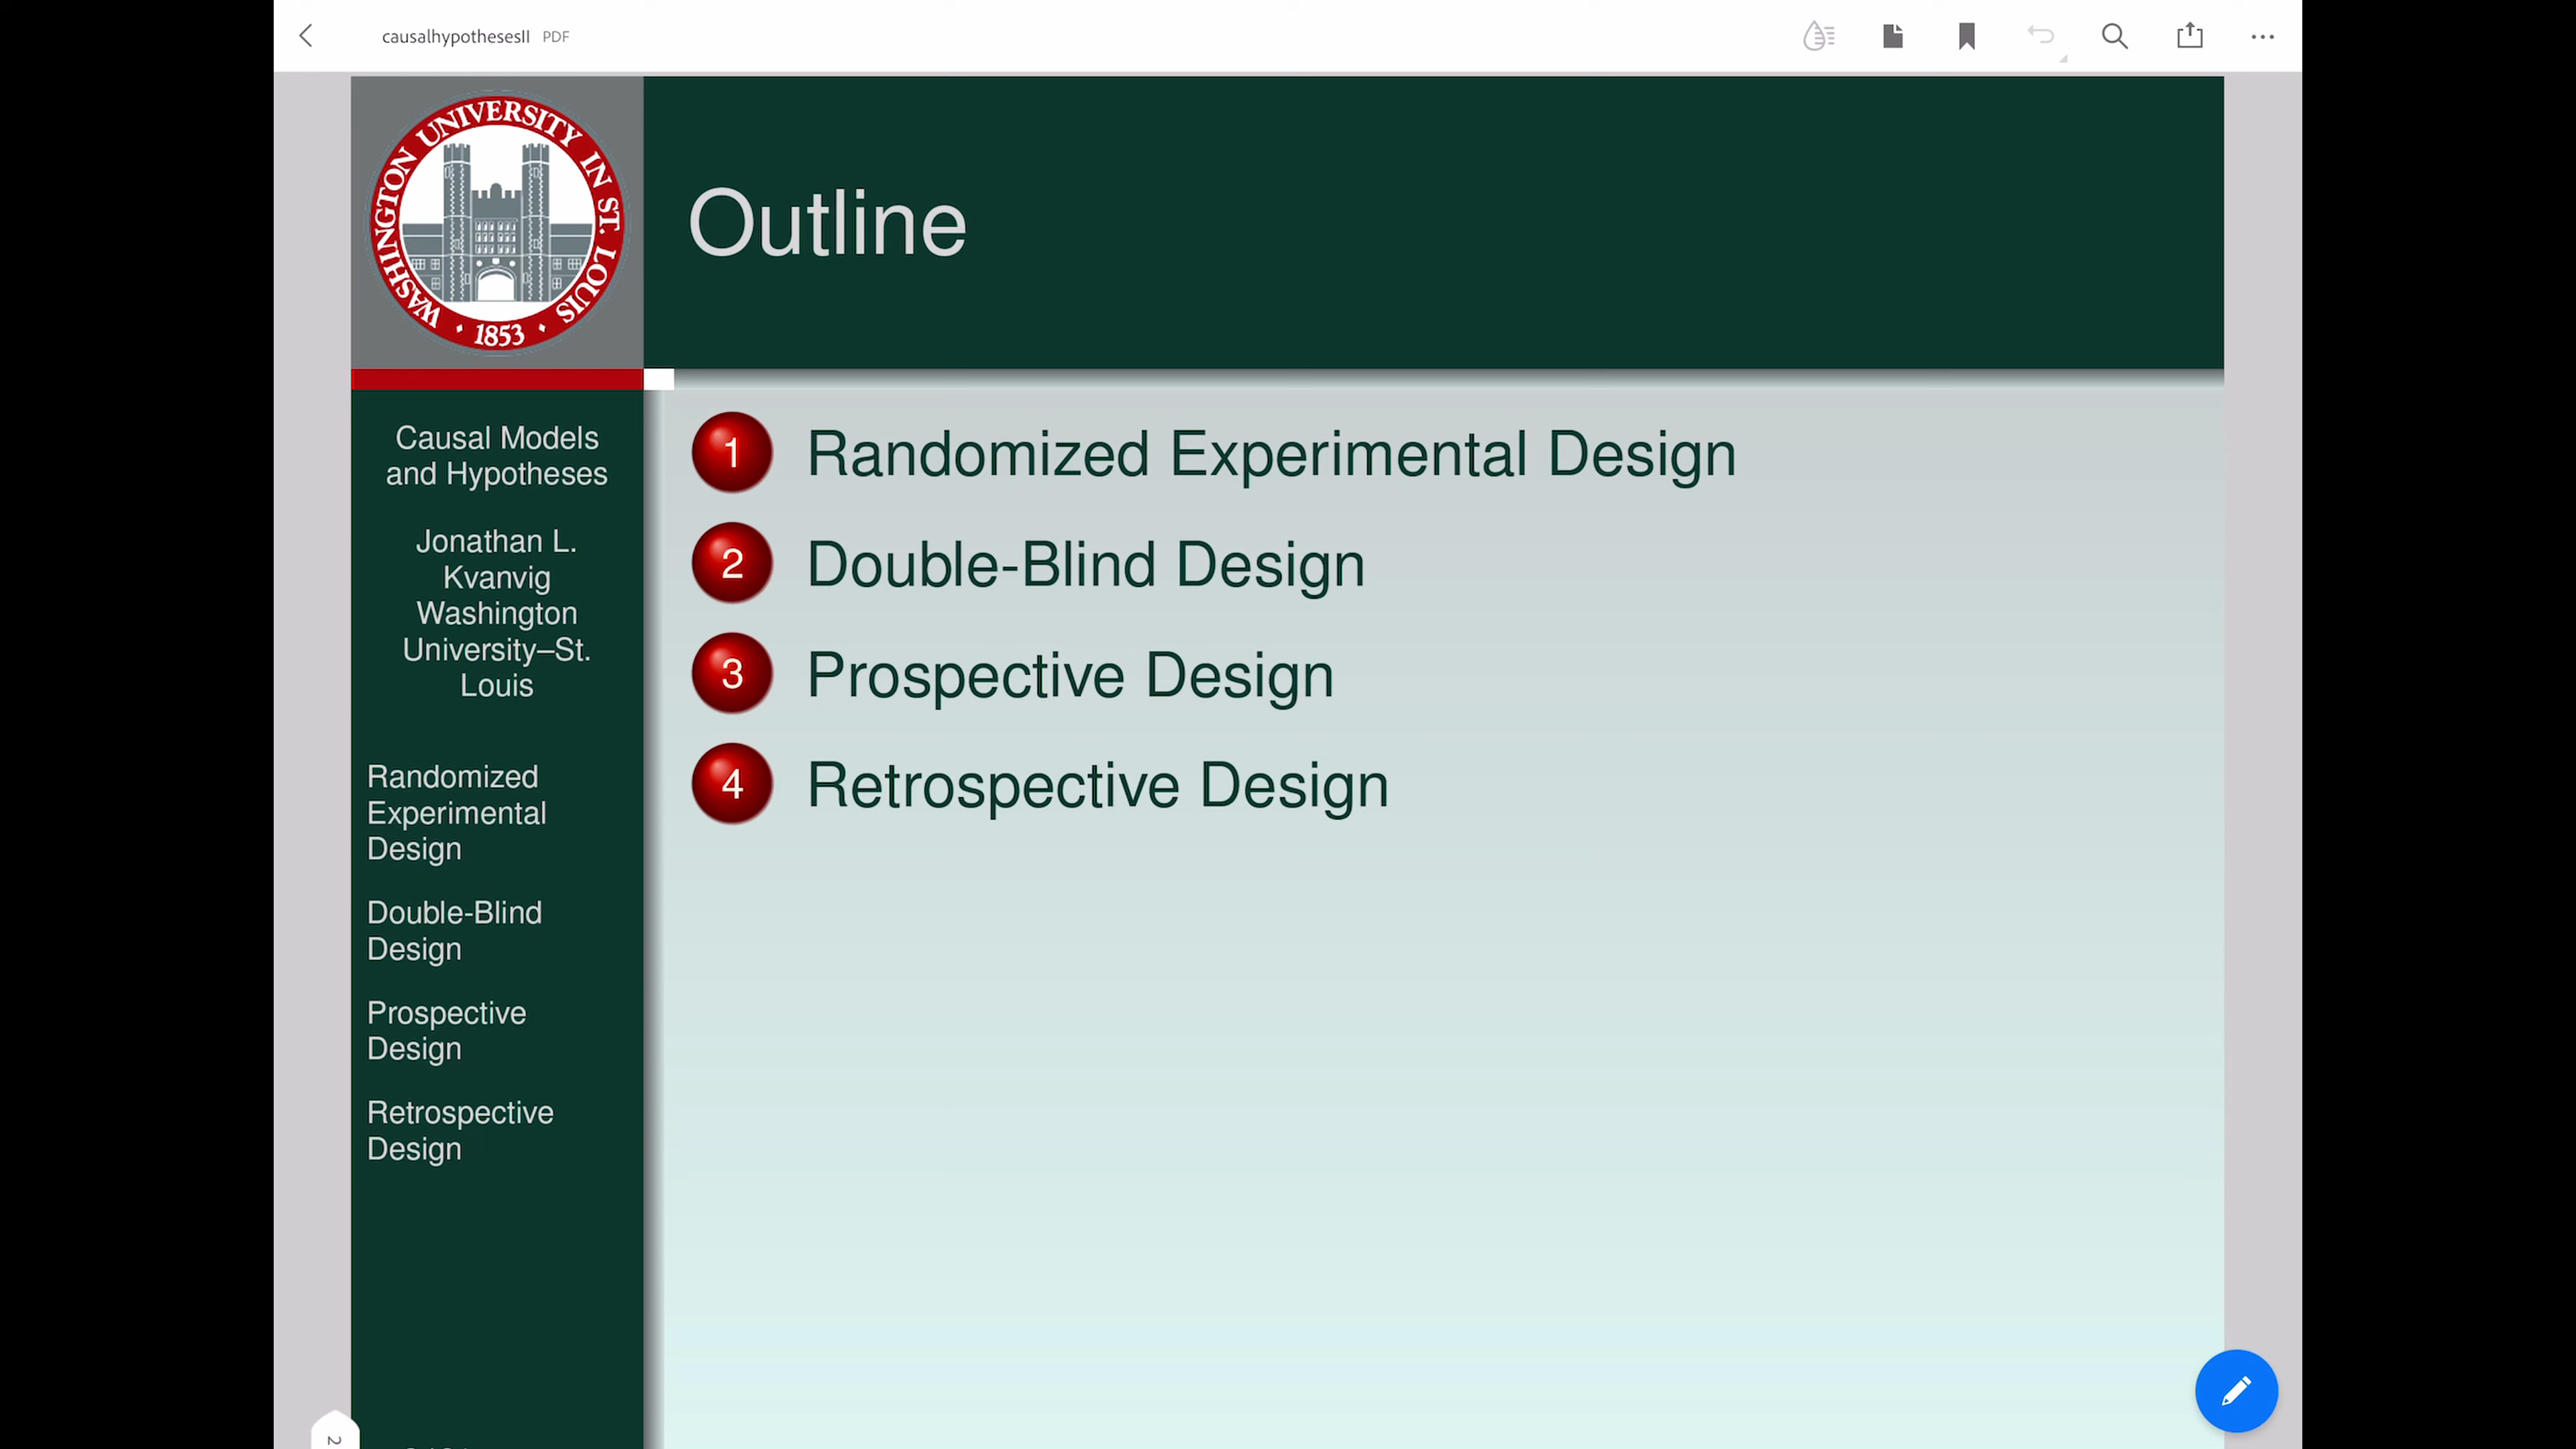 causalhypothesesII PDF
WASHINGTON UNIVERSITY IN ST. LOUIS
1853
Outline
Causal Models
and Hypotheses
Jonathan L.
Kvanvig
Washington
University–St.
Louis
Randomized
Experimental
Design
Double-Blind
Design
Prospective
Design
Retrospective
Design
1 Randomized Experimental Design
2 Double-Blind Design
3 Prospective Design
4 Retrospective Design
2